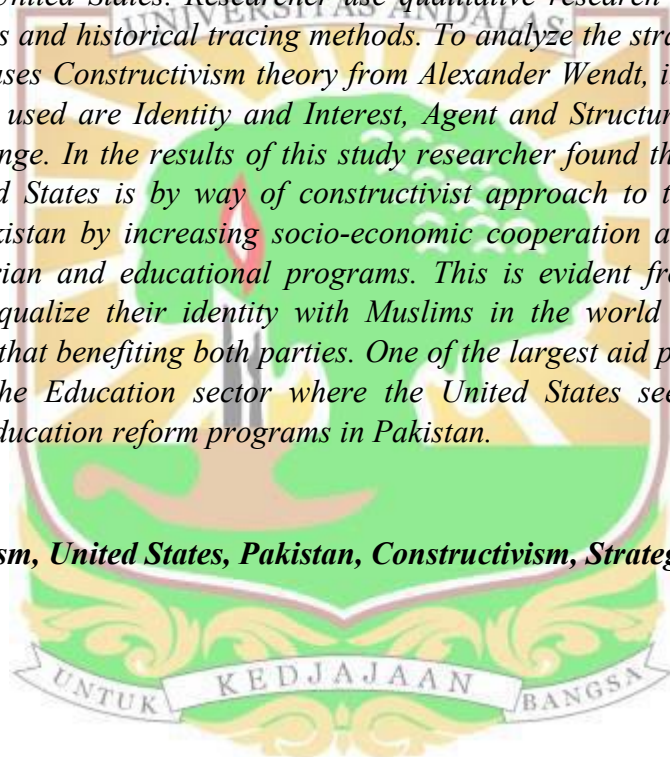 United States. Researcher use qualitative research
UNIVERSITAS ANDALAS
s and historical tracing methods. To analyze the stra
uses Constructivism theory from Alexander Wendt, i
used are Identity and Interest, Agent and Structur
nge. In the results of this study researcher found th
d States is by way of constructivist approach to t
kistan by increasing socio-economic cooperation a
rian and educational programs. This is evident fr
qualize their identity with Muslims in the world
that benefiting both parties. One of the largest aid p
he Education sector where the United States see
ducation reform programs in Pakistan.
sm, United States, Pakistan, Constructivism, Strateg
UNTUK KEDJAJAAN BANGSA